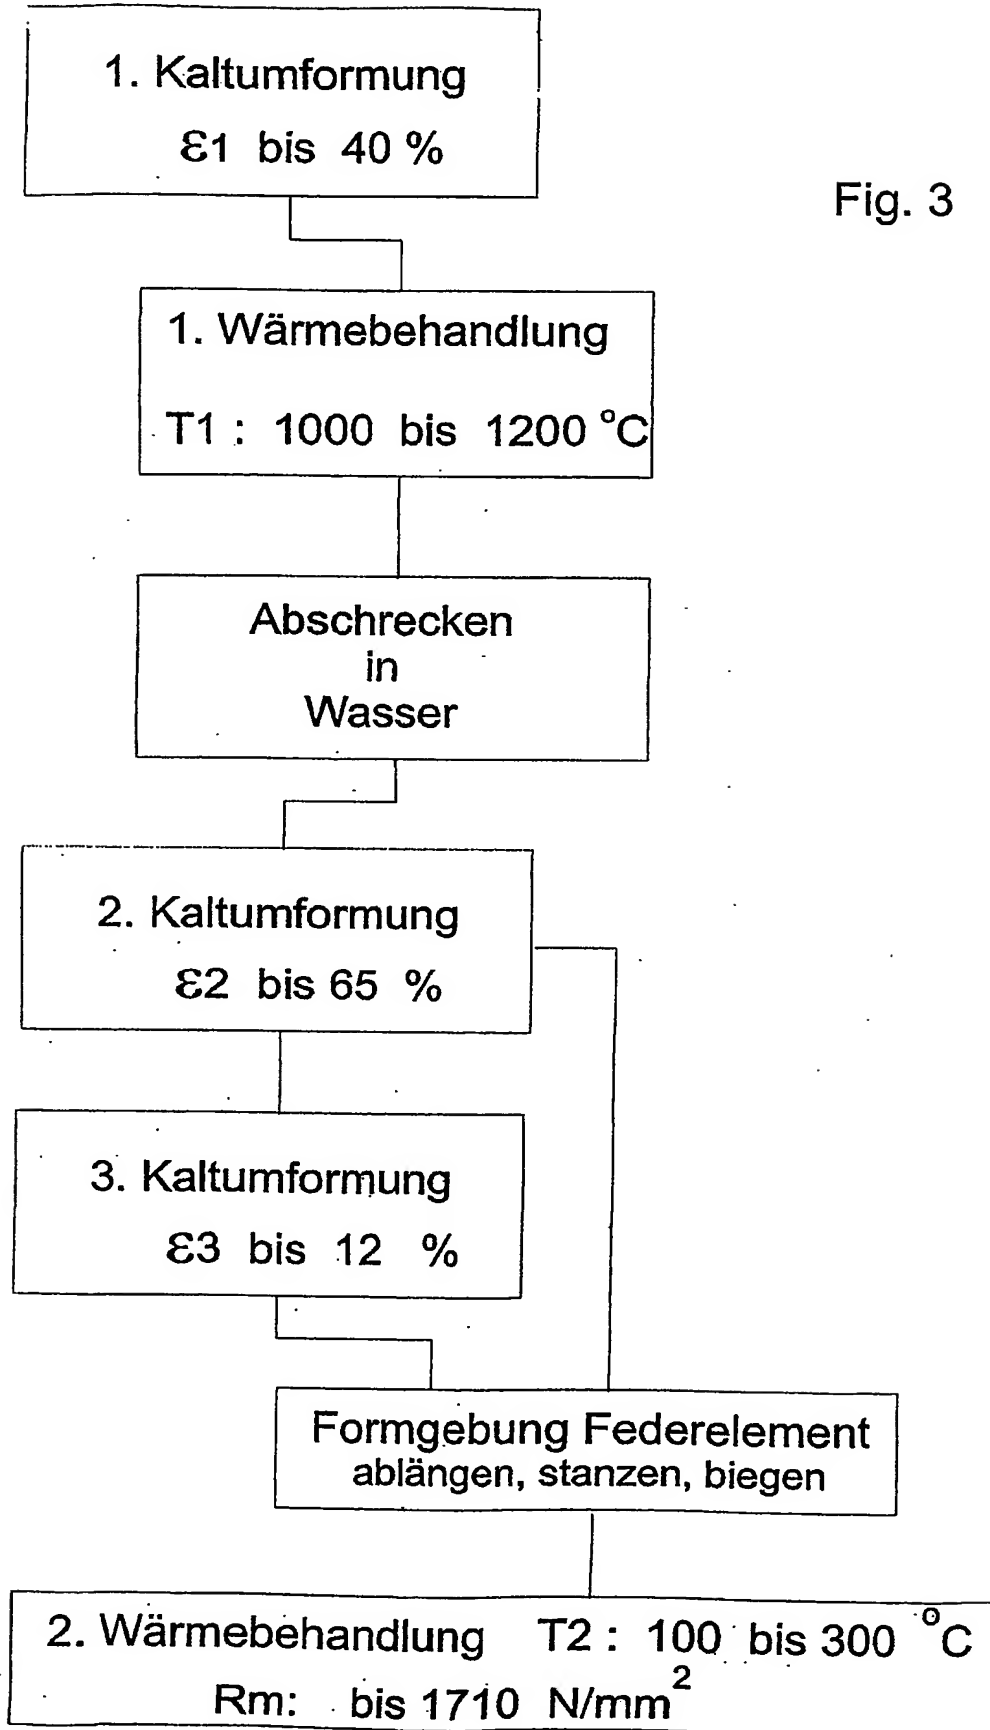 1. Kaltumformung
ε1 bis 40 %
Fig. 3
1. Wärmebehandlung
T1 : 1000 bis 1200 °C
Abschrecken
in
Wasser
2. Kaltumformung
ε2 bis 65 %
3. Kaltumformung
ε3 bis 12 %
Formgebung Federelement
ablängen, stanzen, biegen
2. Wärmebehandlung T2 : 100 bis 300 °C
Rm: bis 1710 N/mm²